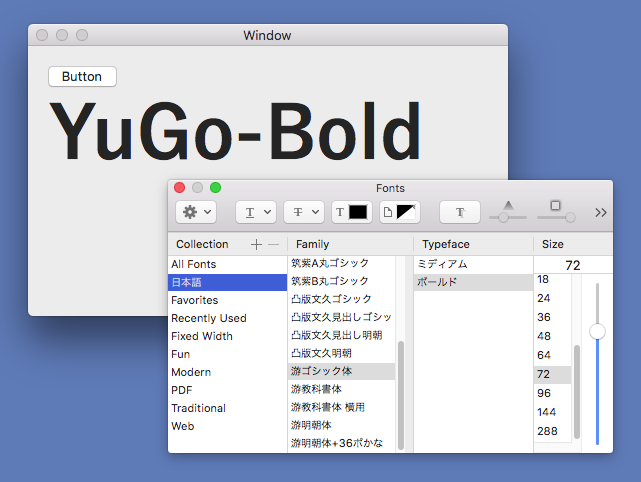 Window
Button
YuGo-Bold
Fonts
T
T
T
T
Collection
Family
Typeface
Size
All Fonts
日本語
Favorites
Recently Used
Fixed Width
Fun
Modern
PDF
Traditional
Web
筑紫A丸ゴシック
筑紫B丸ゴシック
凸版文久ゴシック
凸版文久見出しゴシッ
凸版文久見出し明朝
凸版文久明朝
游ゴシック体
游教科書体
游教科書体 横用
游明朝体
游明朝体+36ポかな
ミディアム
ボールド
72
18
24
36
48
64
72
96
144
288